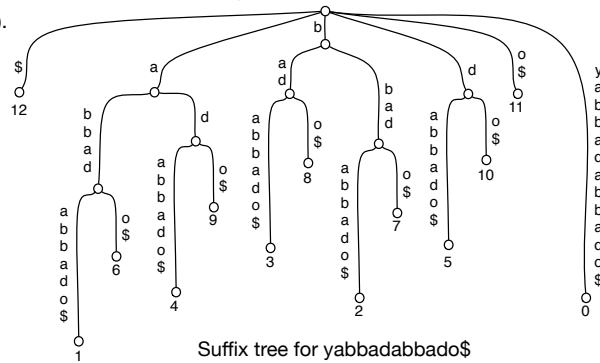 ).
b
$
a
d
o $
y a b b a d a b b a d o $
12
11
a d
b a d
b b a d
d
a b b a d o $
o $
8
a b b a d o $
o $
10
a b b a d o $
o $
9
a b b a d o $
o $
7
a b b a d o $
o $
6
3
5
4
2
0
1
Suffix tree for yabbadabbado$